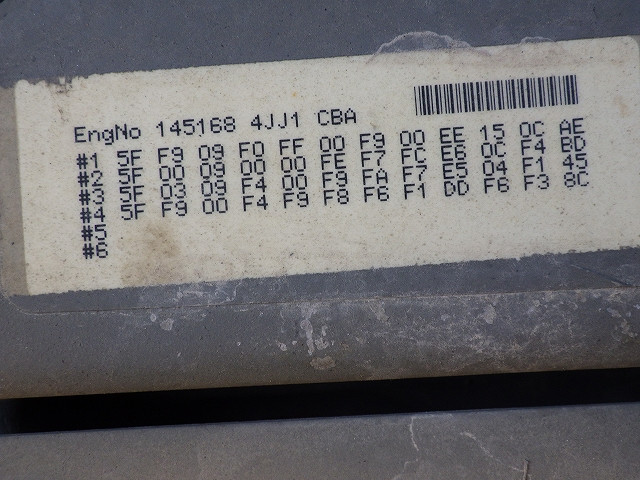 EngNo 145168 4JJ1 CBA
#1 5F F9 09 F0 FF 00 F9 00 EE 15 0C AE
#2 5F 00 09 00 00 FE F7 FC E6 0C F4 BD
#3 5F 03 09 F4 00 F9 FA F7 E5 04 F1 45
#4 5F F9 00 F4 F9 F8 F6 F1 DD F6 F3 8C
#5
#6